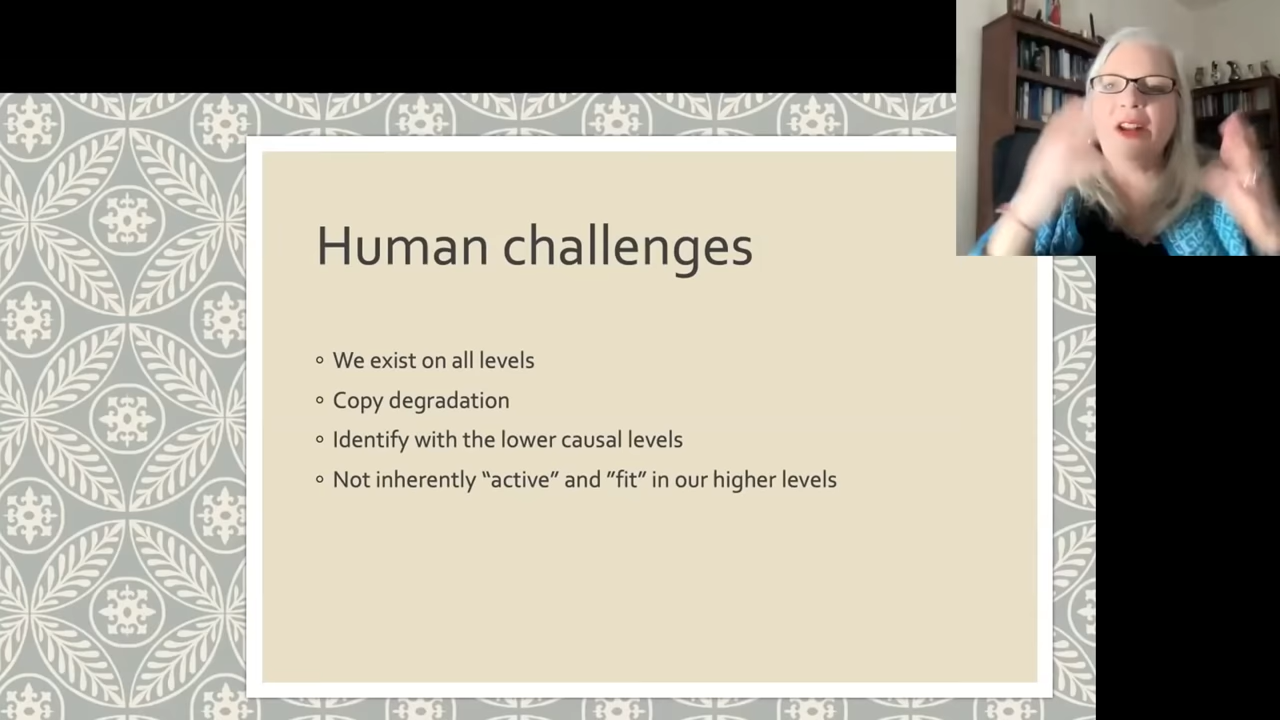 Human challenges
We exist on all levels
Copy degradation
Identify with the lower causal levels
Not inherently “active” and ”fit” in our higher levels